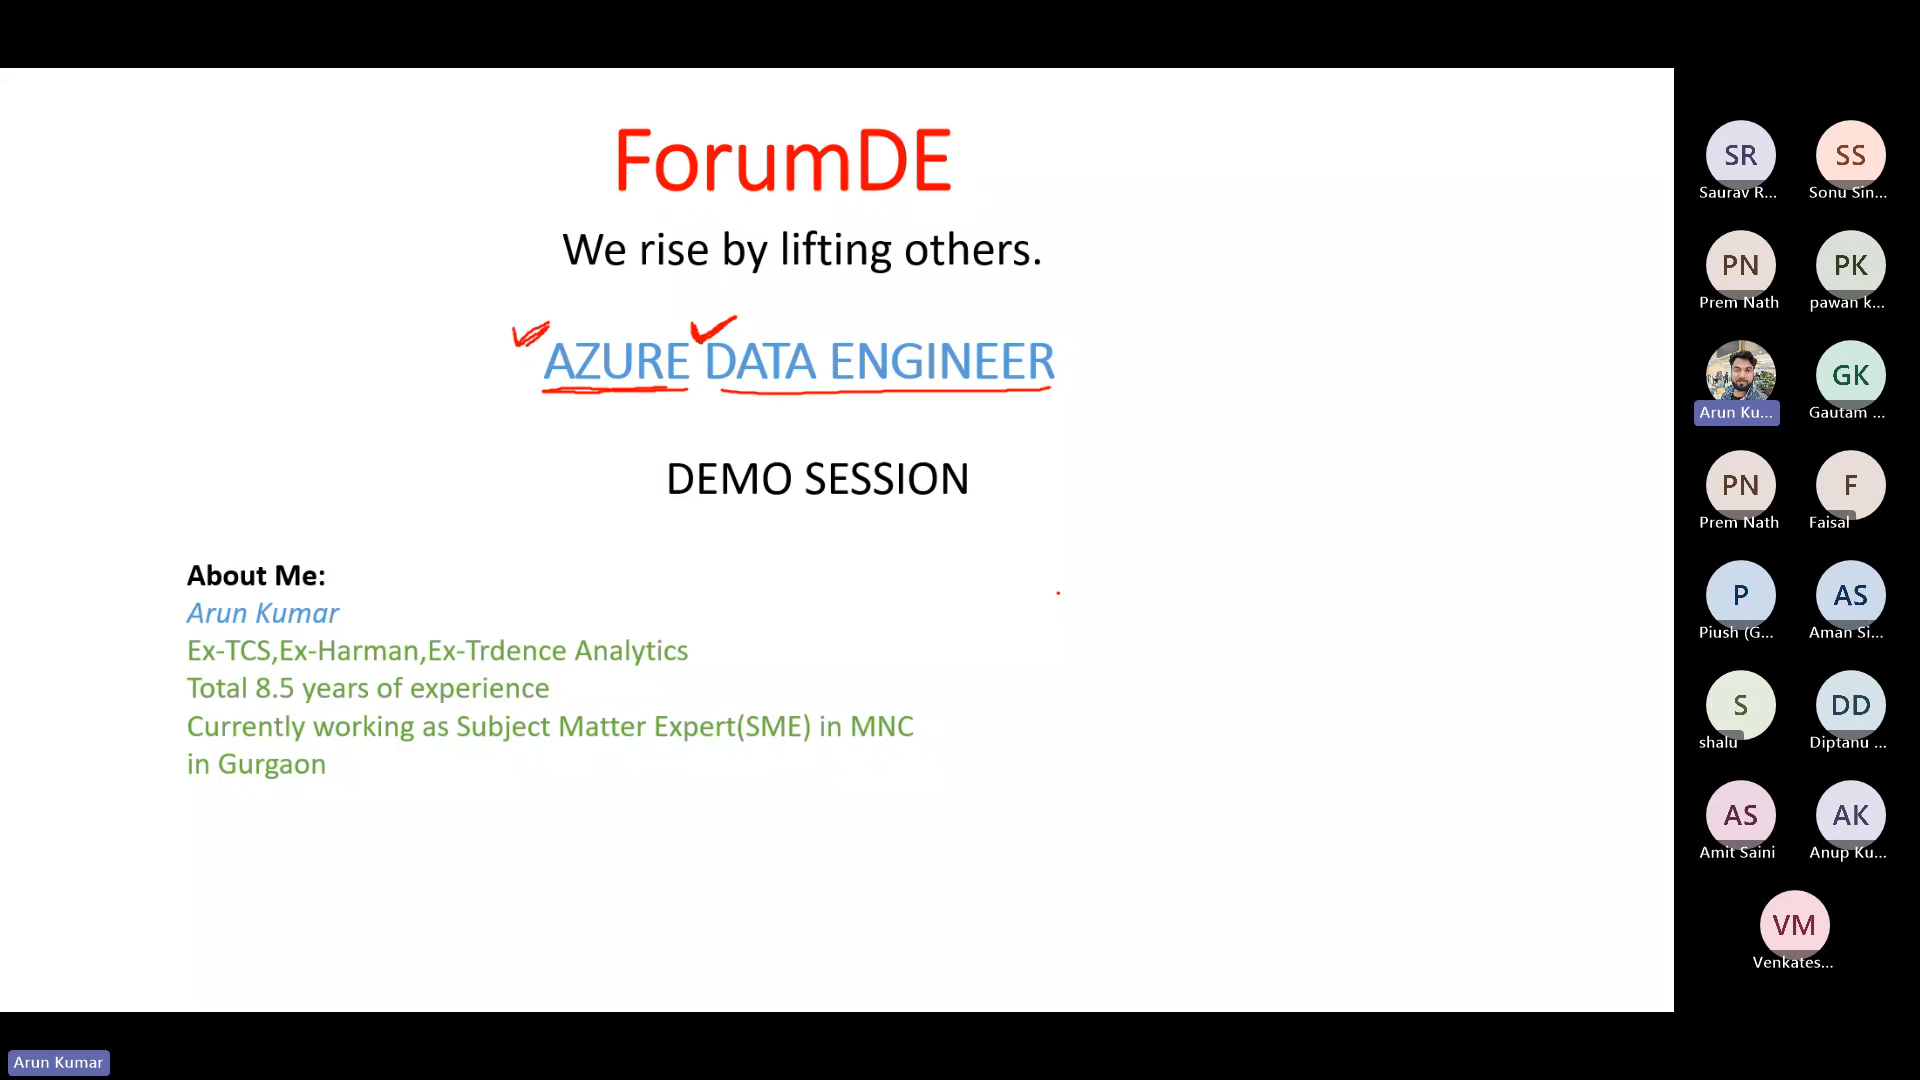 ForumDE
We rise by lifting others.
AZURE DATA ENGINEER
DEMO SESSION
About Me:
Arun Kumar
Ex-TCS,Ex-Harman,Ex-Trdence Analytics
Total 8.5 years of experience
Currently working as Subject Matter Expert(SME) in MNC
in Gurgaon
SR SS
Saurav R... Sonu Sin...
PN PK
Prem Nath pawan k...
GK
Arun Ku... Gautam ...
PN F
Prem Nath Faisal
P AS
Piush (G... Aman Si...
S DD
shalu Diptanu ...
AS AK
Amit Saini Anup Ku...
VM
Venkates...
Arun Kumar